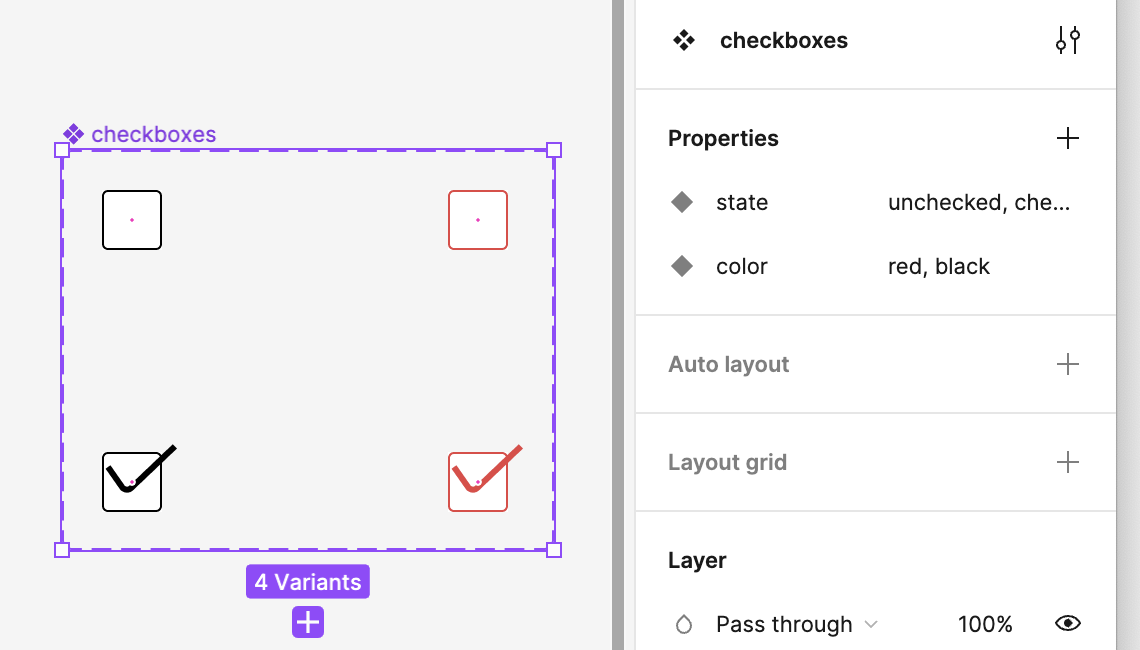 checkboxes
4 Variants
checkboxes
Properties
state unchecked, che...
color red, black
Auto layout
Layout grid
Layer
Pass through 100%